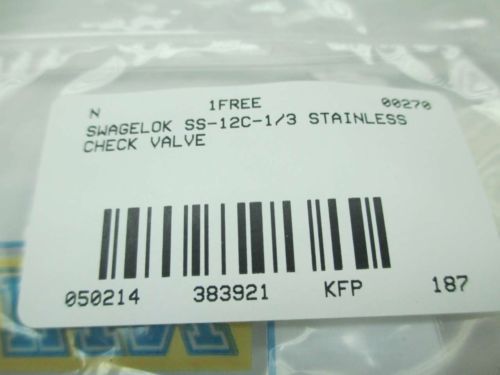 N 1FREE 00270
SWAGELOK SS-12C-1/3 STAINLESS
CHECK VALVE
050214 383921 KFP 187